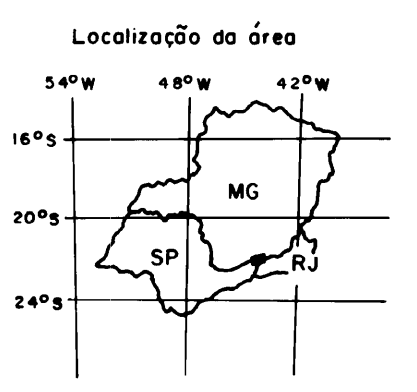 Localização da área
54°W 48°W 42°W
16°S
MG
20°S
SP
RJ
24°S